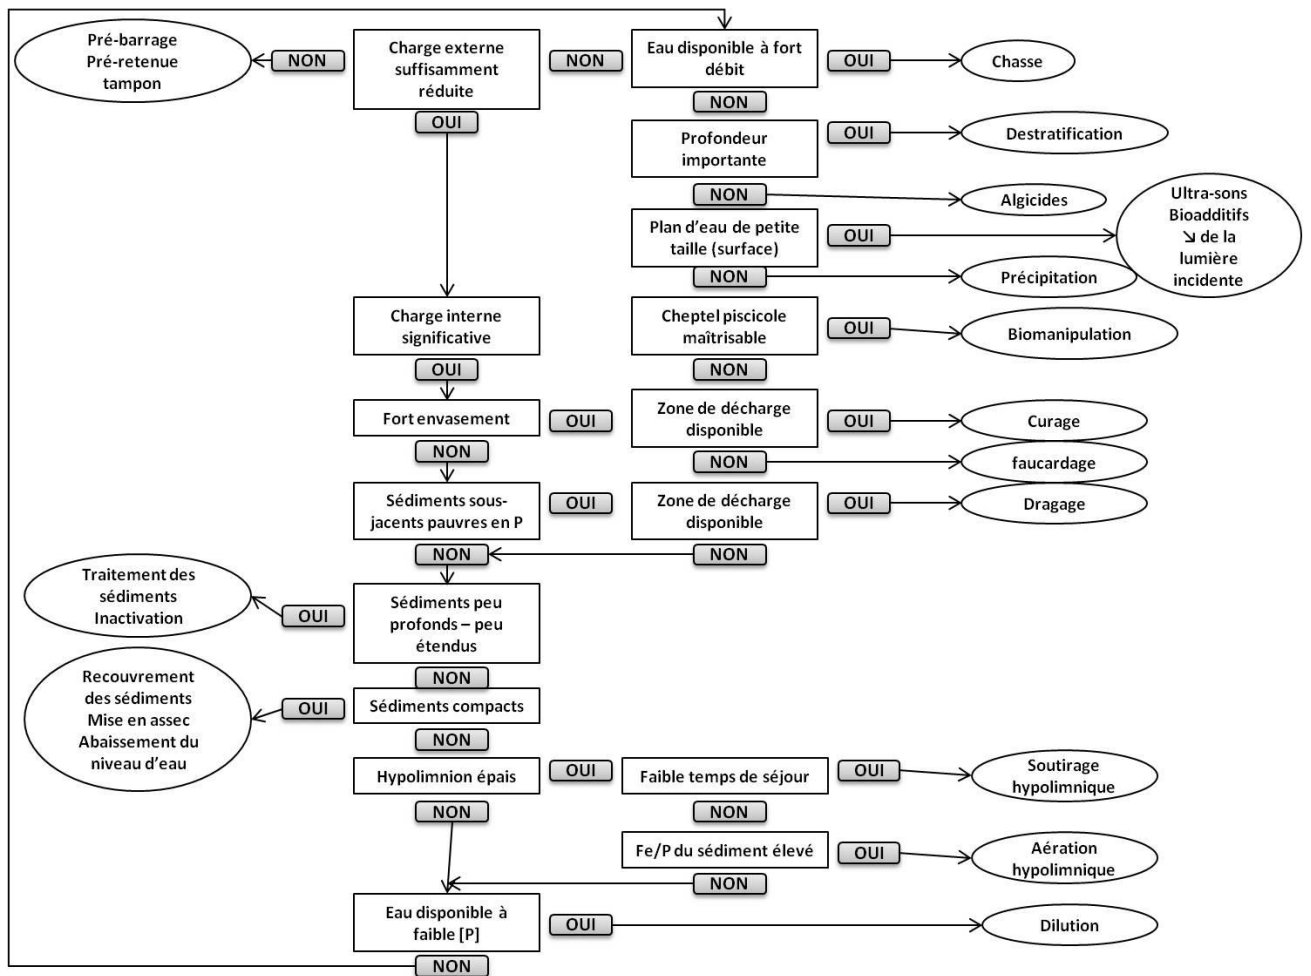 Pré-barrage
Pré-retenue
tampon
NON
Charge externe
suffisamment
réduite
NON
Eau disponible à fort
débit
OUI
Chasse
OUI
NON
Profondeur
importante
OUI
Destratification
NON
Algicides
Plan d'eau de petite
taille (surface)
OUI
Ultra-sons
Bioadditifs
↘ de la
lumière
incidente
NON
Précipitation
Charge interne
significative
Cheptel piscicole
maîtrisable
OUI
Biomanipulation
OUI
NON
Fort envasement
OUI
Zone de décharge
disponible
OUI
Curage
NON
NON
faucardage
Sédiments sous-
jacents pauvres en P
OUI
Zone de décharge
disponible
OUI
Dragage
NON
NON
Traitement des
sédiments
Inactivation
OUI
Sédiments peu
profonds – peu
étendus
NON
Recouvrement
des sédiments
Mise en assec
Abaissement du
niveau d'eau
OUI
Sédiments compacts
NON
Hypolimnion épais
OUI
Faible temps de séjour
OUI
Soutirage
hypolimnique
NON
NON
Fe/P du sédiment élevé
OUI
Aération
hypolimnique
NON
Eau disponible à
faible [P]
OUI
Dilution
NON